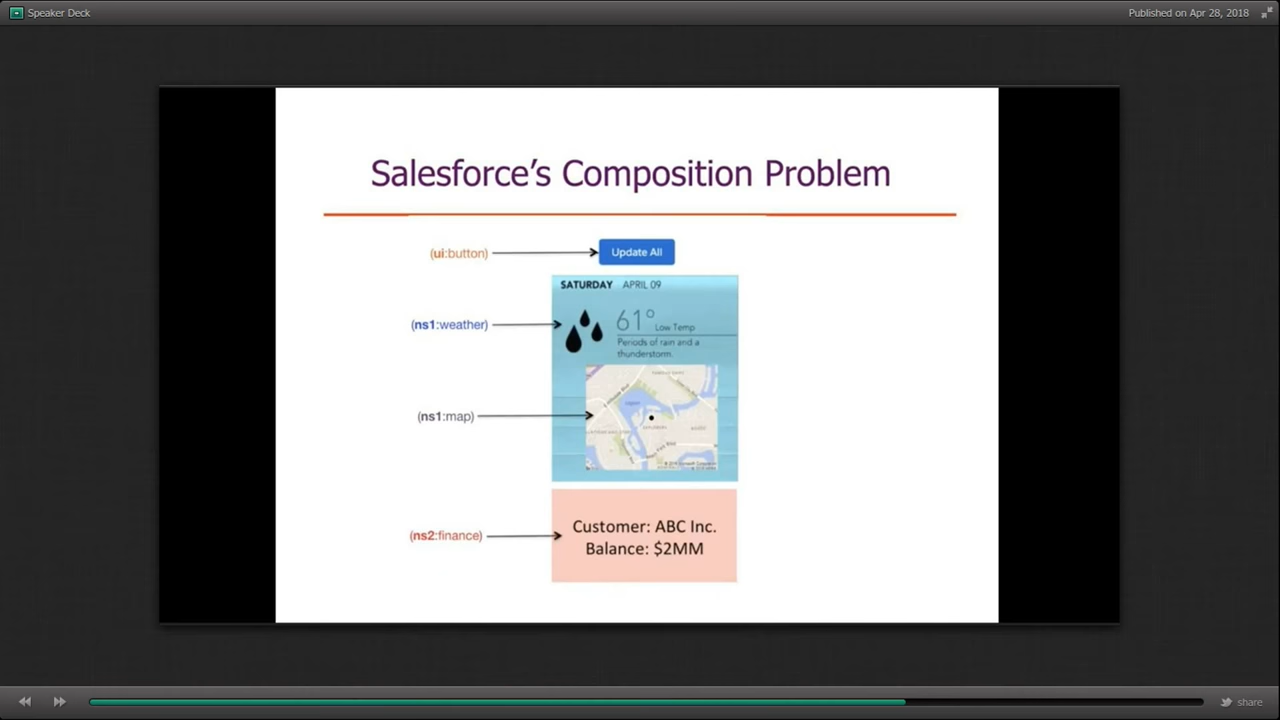 Speaker Deck
Published on Apr 28, 2018
Salesforce’s Composition Problem
(ui:button)
Update All
SATURDAY APRIL 09
(ns1:weather)
61° Low Temp
Periods of rain and a
thunderstorm.
(ns1:map)
(ns2:finance)
Customer: ABC Inc.
Balance: $2MM
share